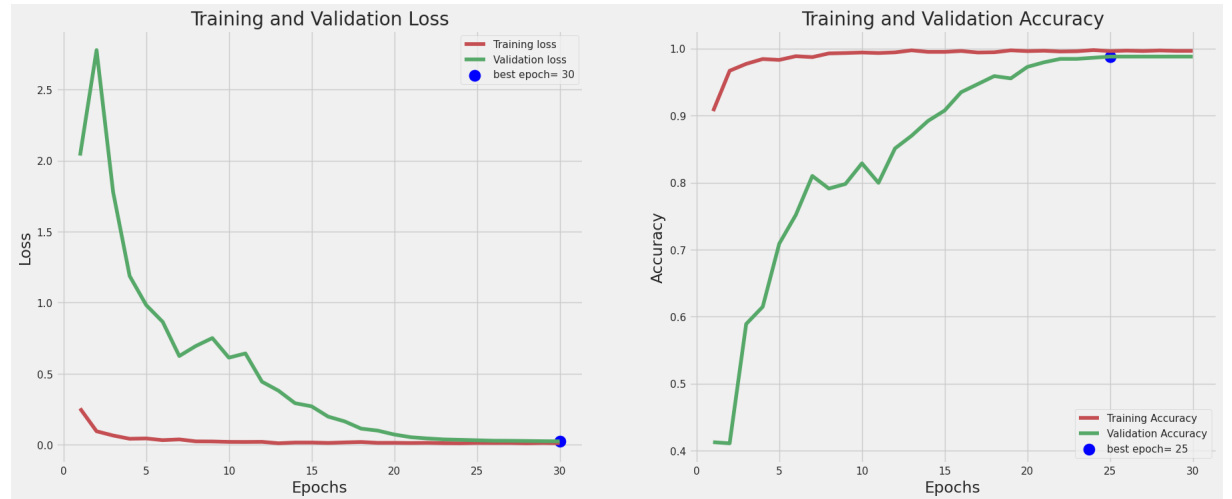 Training and Validation Loss
Training loss
Validation loss
best epoch= 30
2.5
2.0
1.5
1.0
0.5
0.0
Loss
0 5 10 15 20 25 30
Epochs
Training and Validation Accuracy
1.0
0.9
0.8
0.7
0.6
0.5
0.4
Accuracy
Training Accuracy
Validation Accuracy
best epoch= 25
0 5 10 15 20 25 30
Epochs